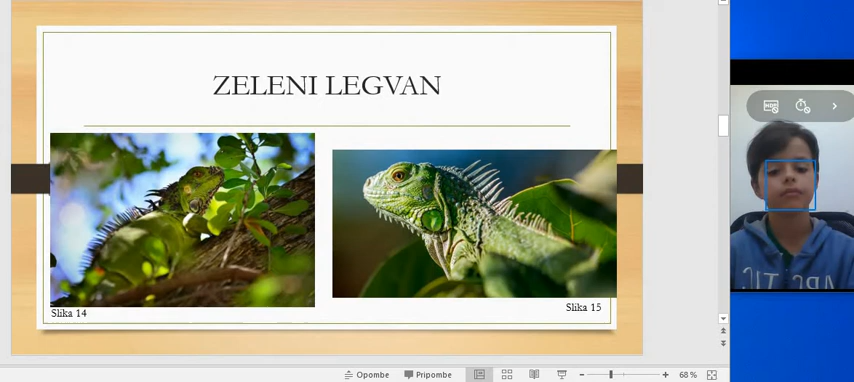 ZELENI LEGVAN
Slika 14
Slika 15
Opombe
Pripombe
68 %